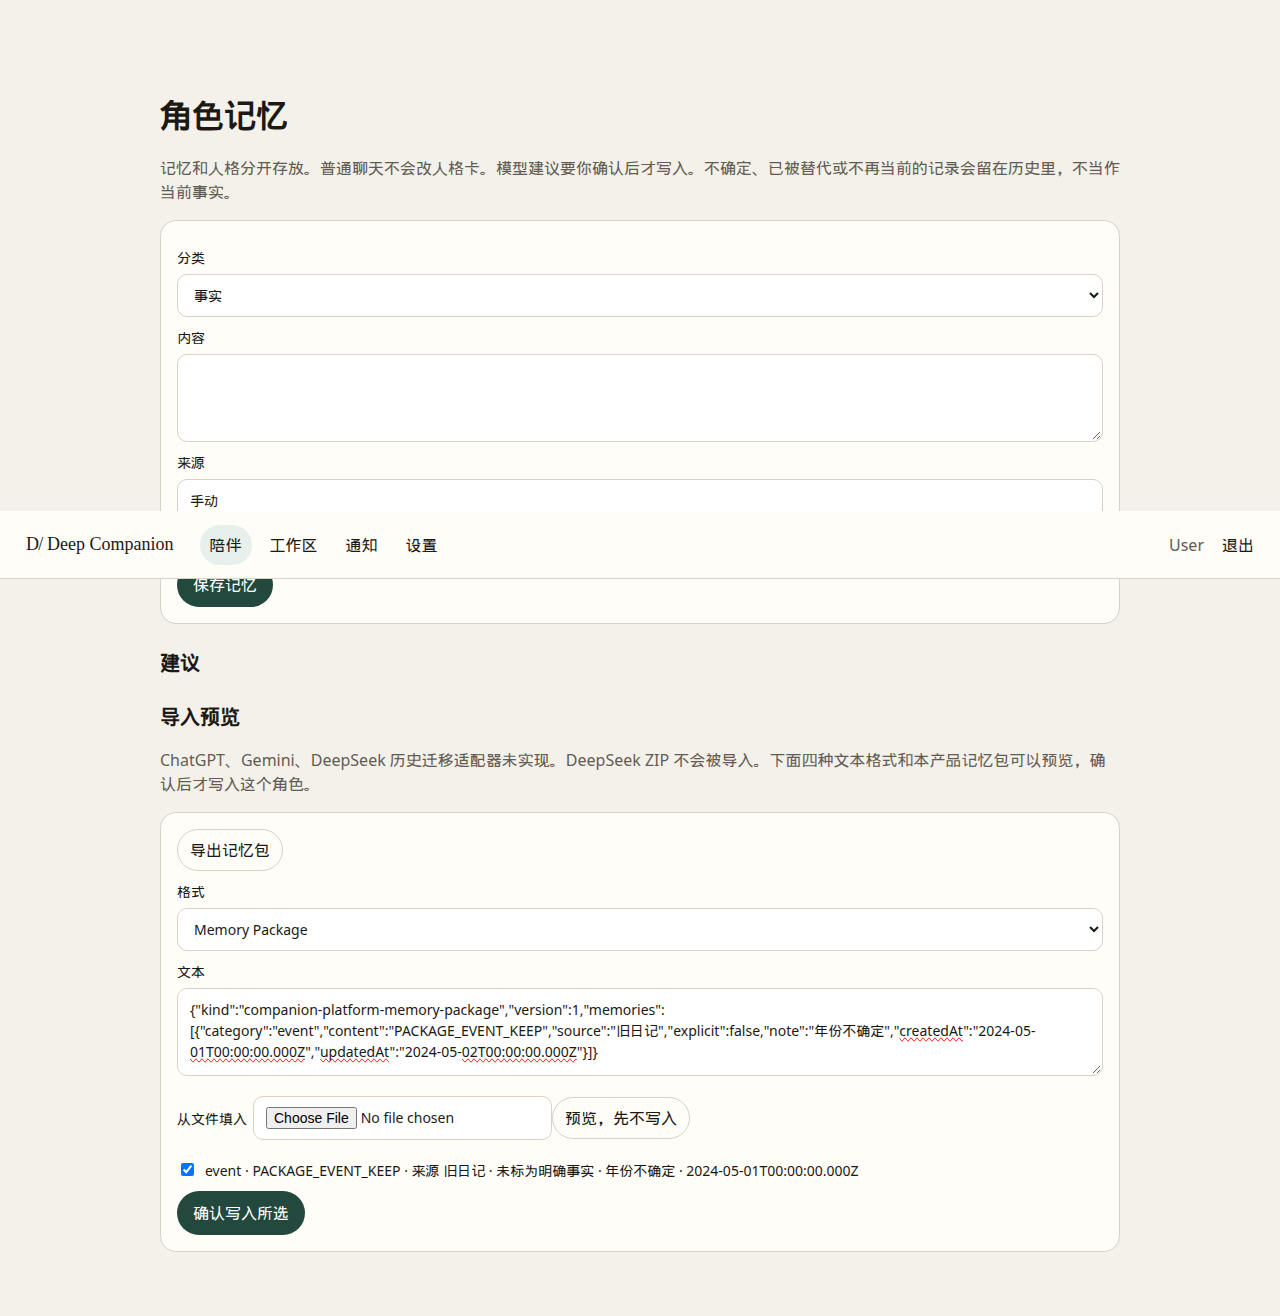 角色记忆
记忆和人格分开存放。普通聊天不会改人格卡。模型建议要你确认后才写入。不确定、已被替代或不再当前的记录会留在历史里，不当作
当前事实。
分类
事实
内容
来源
手动
D/ Deep Companion 陪伴 工作区 通知 设置 User 退出
保存记忆
建议
导入预览
ChatGPT、Gemini、DeepSeek 历史迁移适配器未实现。DeepSeek ZIP 不会被导入。下面四种文本格式和本产品记忆包可以预览，确
认后才写入这个角色。
导出记忆包
格式
Memory Package
文本
{"kind":"companion-platform-memory-package","version":1,"memories":
[{"category":"event","content":"PACKAGE_EVENT_KEEP","source":"旧日记","explicit":false,"note":"年份不确定","createdAt":"2024-05-
01T00:00:00.000Z","updatedAt":"2024-05-02T00:00:00.000Z"}]}
从文件填入 Choose File No file chosen 预览，先不写入
event · PACKAGE_EVENT_KEEP · 来源 旧日记 · 未标为明确事实 · 年份不确定 · 2024-05-01T00:00:00.000Z
确认写入所选